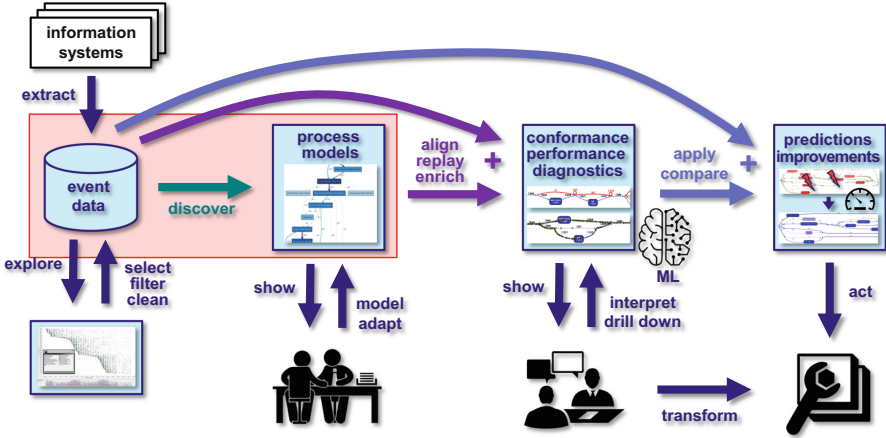 information
systems
extract
event
data
discover
process
models
align
replay
enrich
+
conformance
performance
diagnostics
apply
compare
+
predictions
improvements
explore
select
filter
clean
show
model
adapt
show
interpret
drill down
ML
act
transform